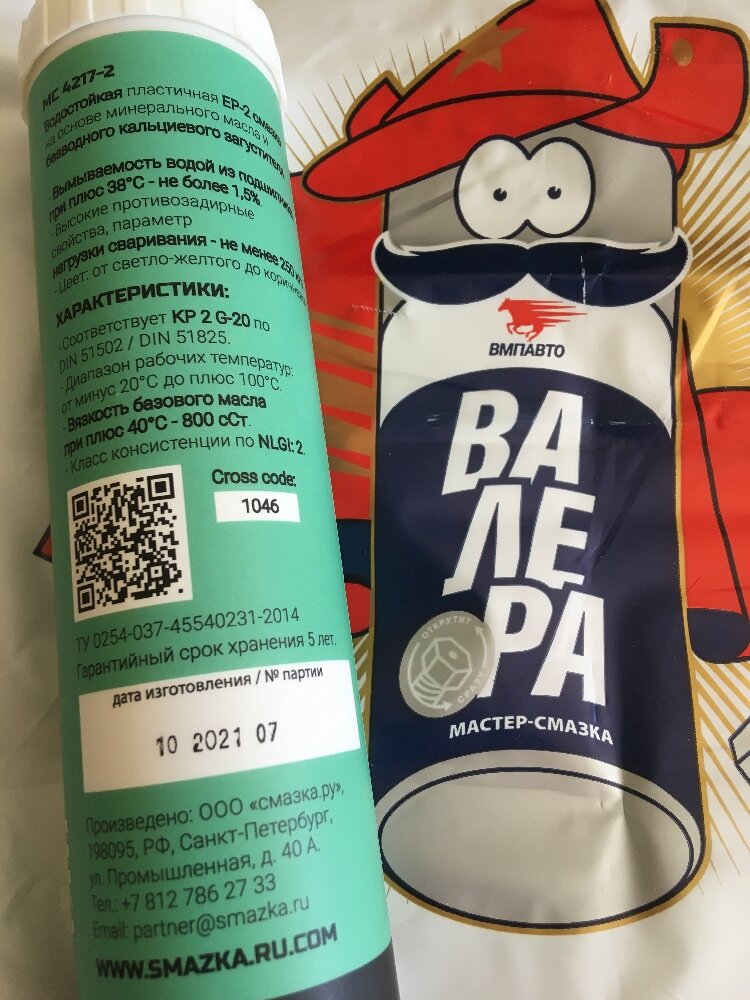 МС 4217-2
Водостойкая пластичная EP-2 смазка
на основе минерального масла и
безводного кальциевого загустителя
- Вымываемость водой из
при плюс 38°С - не более 1,5%.
- Высокие противозадирные
свойства, параметр
нагрузки сваривания - не менее 250
- Цвет: от светло-желтого до
ХАРАКТЕРИСТИКИ:
- Соответствует KP 2 G-20 по
DIN 51502 / DIN 51825.
- Диапазон рабочих температур:
от минус 20°С до плюс 100°С.
- Вязкость базового масла
при плюс 40°С - 800 сСт.
- Класс консистенции по NLGI: 2.
Cross code:
1046
ТУ 0254-037-45540231-2014
Гарантийный срок хранения 5 лет.
дата изготовления / № партии
10 2021 07
Произведено: ООО «смазка.ру»,
198095, РФ, Санкт-Петербург,
ул. Промышленная, д. 40 А.
Тел.: +7 812 786 27 33
Email: partner@smazka.ru
WWW.SMAZKA.RU.COM
ВМПАВТО
ВА
ЛЕ
РА
ОТКРУТИТ
СРАЗУ
МАСТЕР-СМАЗКА